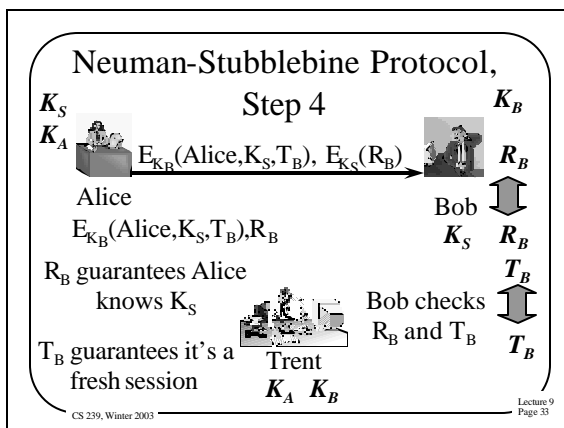 Neuman-Stubblebine Protocol,
Step 4
K_S
K_A
K_B
E_{K_B}(Alice,K_S,T_B), E_{K_S}(R_B)
R_B
Alice
Bob
E_{K_B}(Alice,K_S,T_B),R_B
K_S
R_B
T_B
R_B guarantees Alice
knows K_S
Bob checks
R_B and T_B
T_B
T_B guarantees it's a
fresh session
Trent
K_A K_B
CS 239, Winter 2003
Lecture 9
Page 33